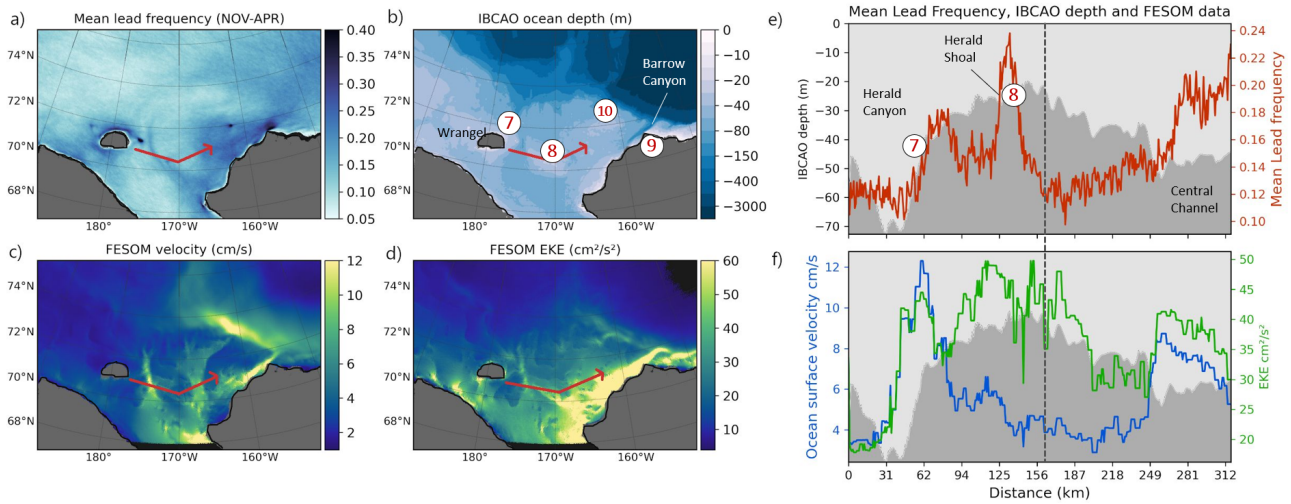 a)
Mean lead frequency (NOV-APR)
74°N
72°N
70°N
68°N
180°
170°W
160°W
0.40
0.35
0.30
0.25
0.20
0.15
0.10
0.05
b)
IBCAO ocean depth (m)
74°N
72°N
70°N
68°N
Barrow
Canyon
Wrangel
7
8
9
10
180°
170°W
160°W
0
−20
−30
−40
−80
−150
−400
−3000
c)
FESOM velocity (cm/s)
74°N
72°N
70°N
68°N
180°
170°W
160°W
12
10
8
6
4
2
d)
FESOM EKE (cm²/s²)
74°N
72°N
70°N
68°N
180°
170°W
160°W
60
50
40
30
20
10
e)
Mean Lead Frequency, IBCAO depth and FESOM data
IBCAO depth (m)
0
−10
−20
−30
−40
−50
−60
−70
Herald
Canyon
7
Herald
Shoal
8
Central
Channel
0.24
0.22
0.20
0.18
0.16
0.14
0.12
0.10
Mean Lead frequency
f)
Ocean surface velocity cm/s
12
10
8
6
4
50
45
40
35
30
25
20
EKE cm²/s²
0
31
62
94
125
156
187
218
249
281
312
Distance (km)